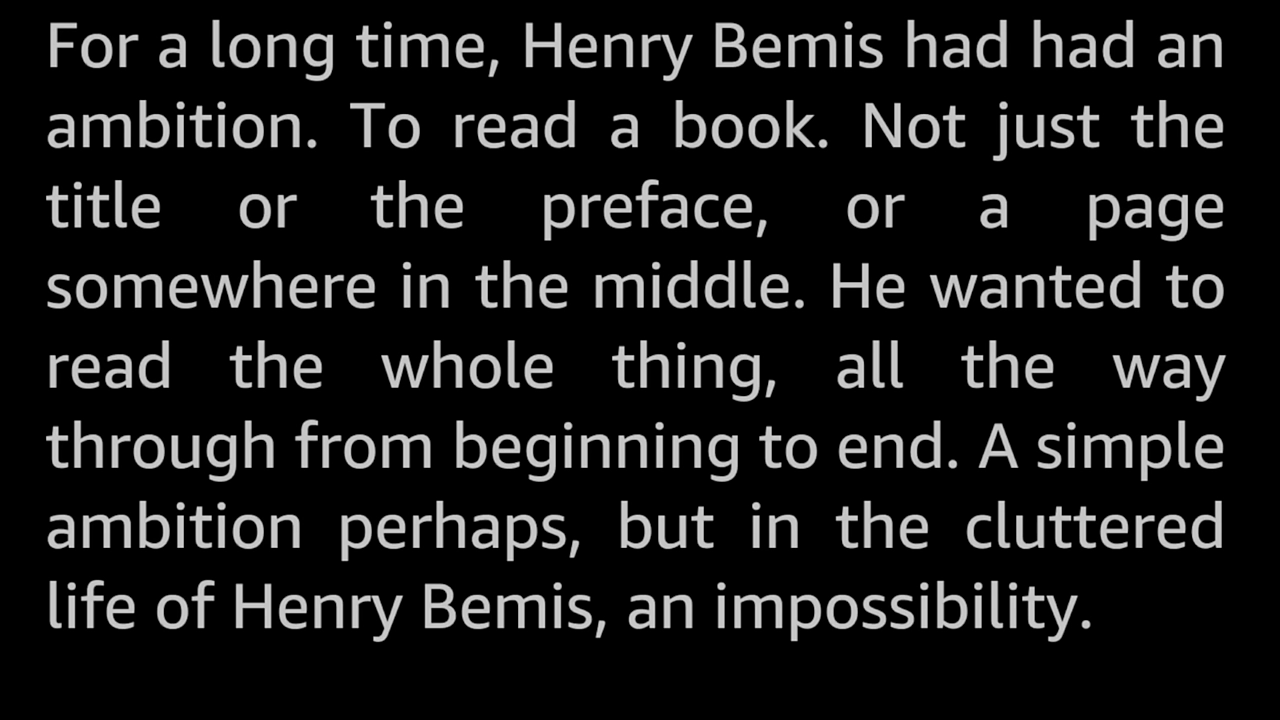 For a long time, Henry Bemis had had an
ambition. To read a book. Not just the
title or the preface, or a page
somewhere in the middle. He wanted to
read the whole thing, all the way
through from beginning to end. A simple
ambition perhaps, but in the cluttered
life of Henry Bemis, an impossibility.